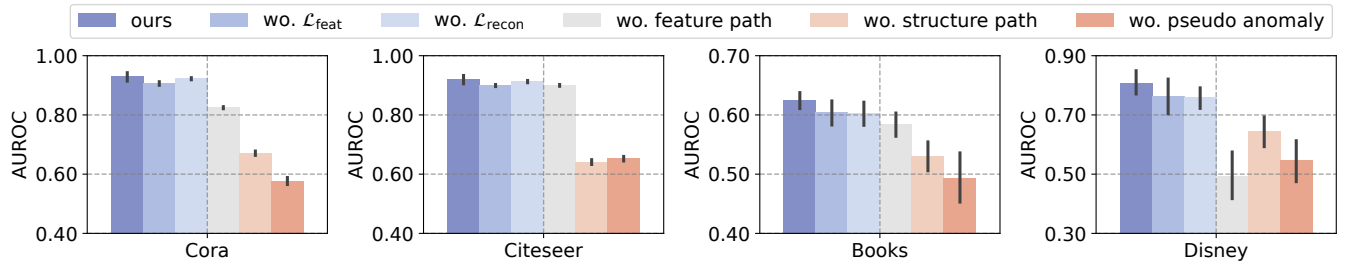 ours wo. ℒfeat wo. ℒrecon wo. feature path wo. structure path wo. pseudo anomaly
AUROC
1.00
0.80
0.60
0.40
Cora
AUROC
1.00
0.80
0.60
0.40
Citeseer
AUROC
0.70
0.60
0.50
0.40
Books
AUROC
0.90
0.70
0.50
0.30
Disney